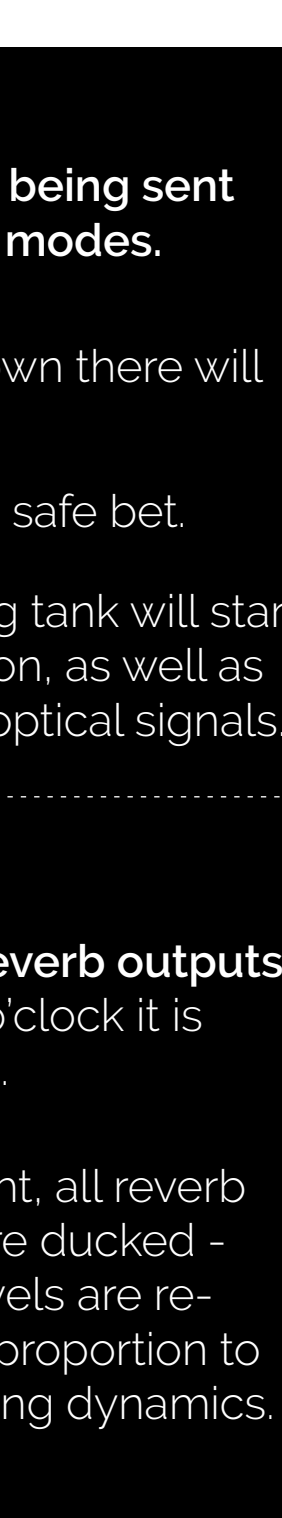 being sent
modes.
wn there will
safe bet.
g tank will star
on, as well as
optical signals.
everb outputs
o'clock it is
.
nt, all reverb
re ducked -
vels are re-
proportion to
ng dynamics.